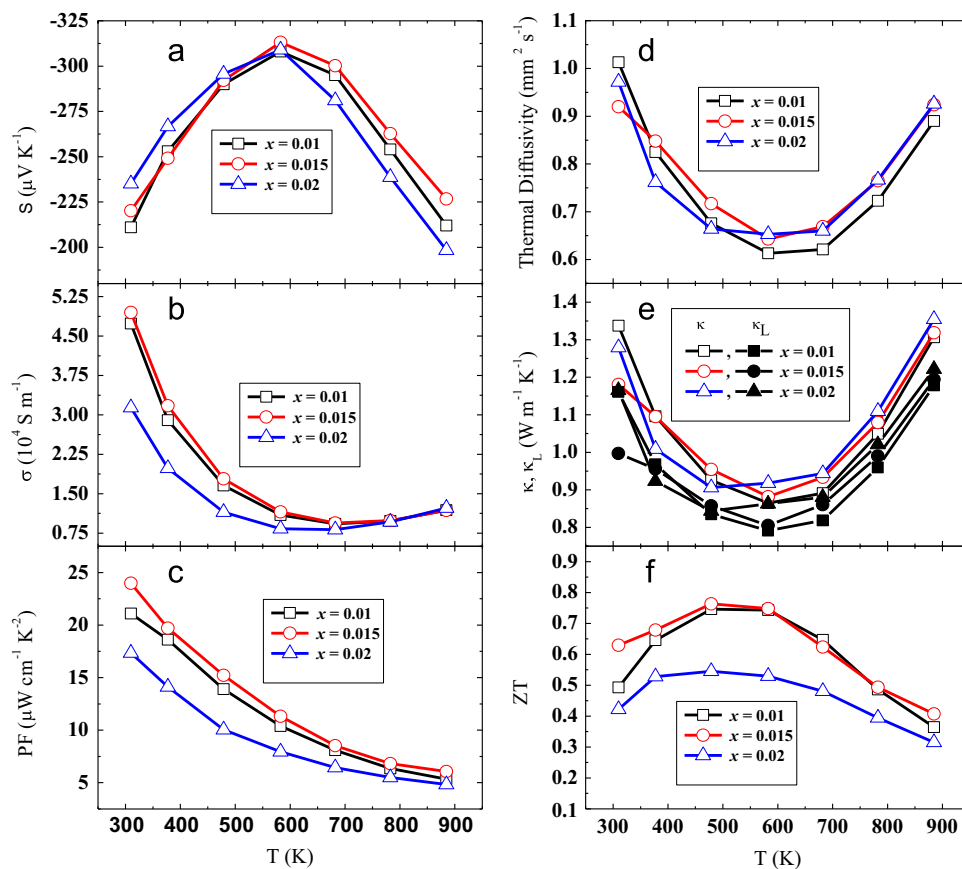 a
-325
-300
-275
-250
-225
-200
S (μV K⁻¹)
x = 0.01
x = 0.015
x = 0.02
b
5.25
4.50
3.75
3.00
2.25
1.50
0.75
σ (10⁴ S m⁻¹)
x = 0.01
x = 0.015
x = 0.02
c
25
20
15
10
5
PF (μW cm⁻¹ K⁻²)
x = 0.01
x = 0.015
x = 0.02
300 400 500 600 700 800 900
T (K)
d
1.0
0.9
0.8
0.7
0.6
Thermal Diffusivity (mm² s⁻¹)
x = 0.01
x = 0.015
x = 0.02
e
1.4
1.3
1.2
1.1
1.0
0.9
0.8
κ, κL (W m⁻¹ K⁻¹)
κ κL
, x = 0.01
, x = 0.015
, x = 0.02
f
0.9
0.8
0.7
0.6
0.5
0.4
0.3
0.2
0.1
ZT
x = 0.01
x = 0.015
x = 0.02
300 400 500 600 700 800 900
T (K)